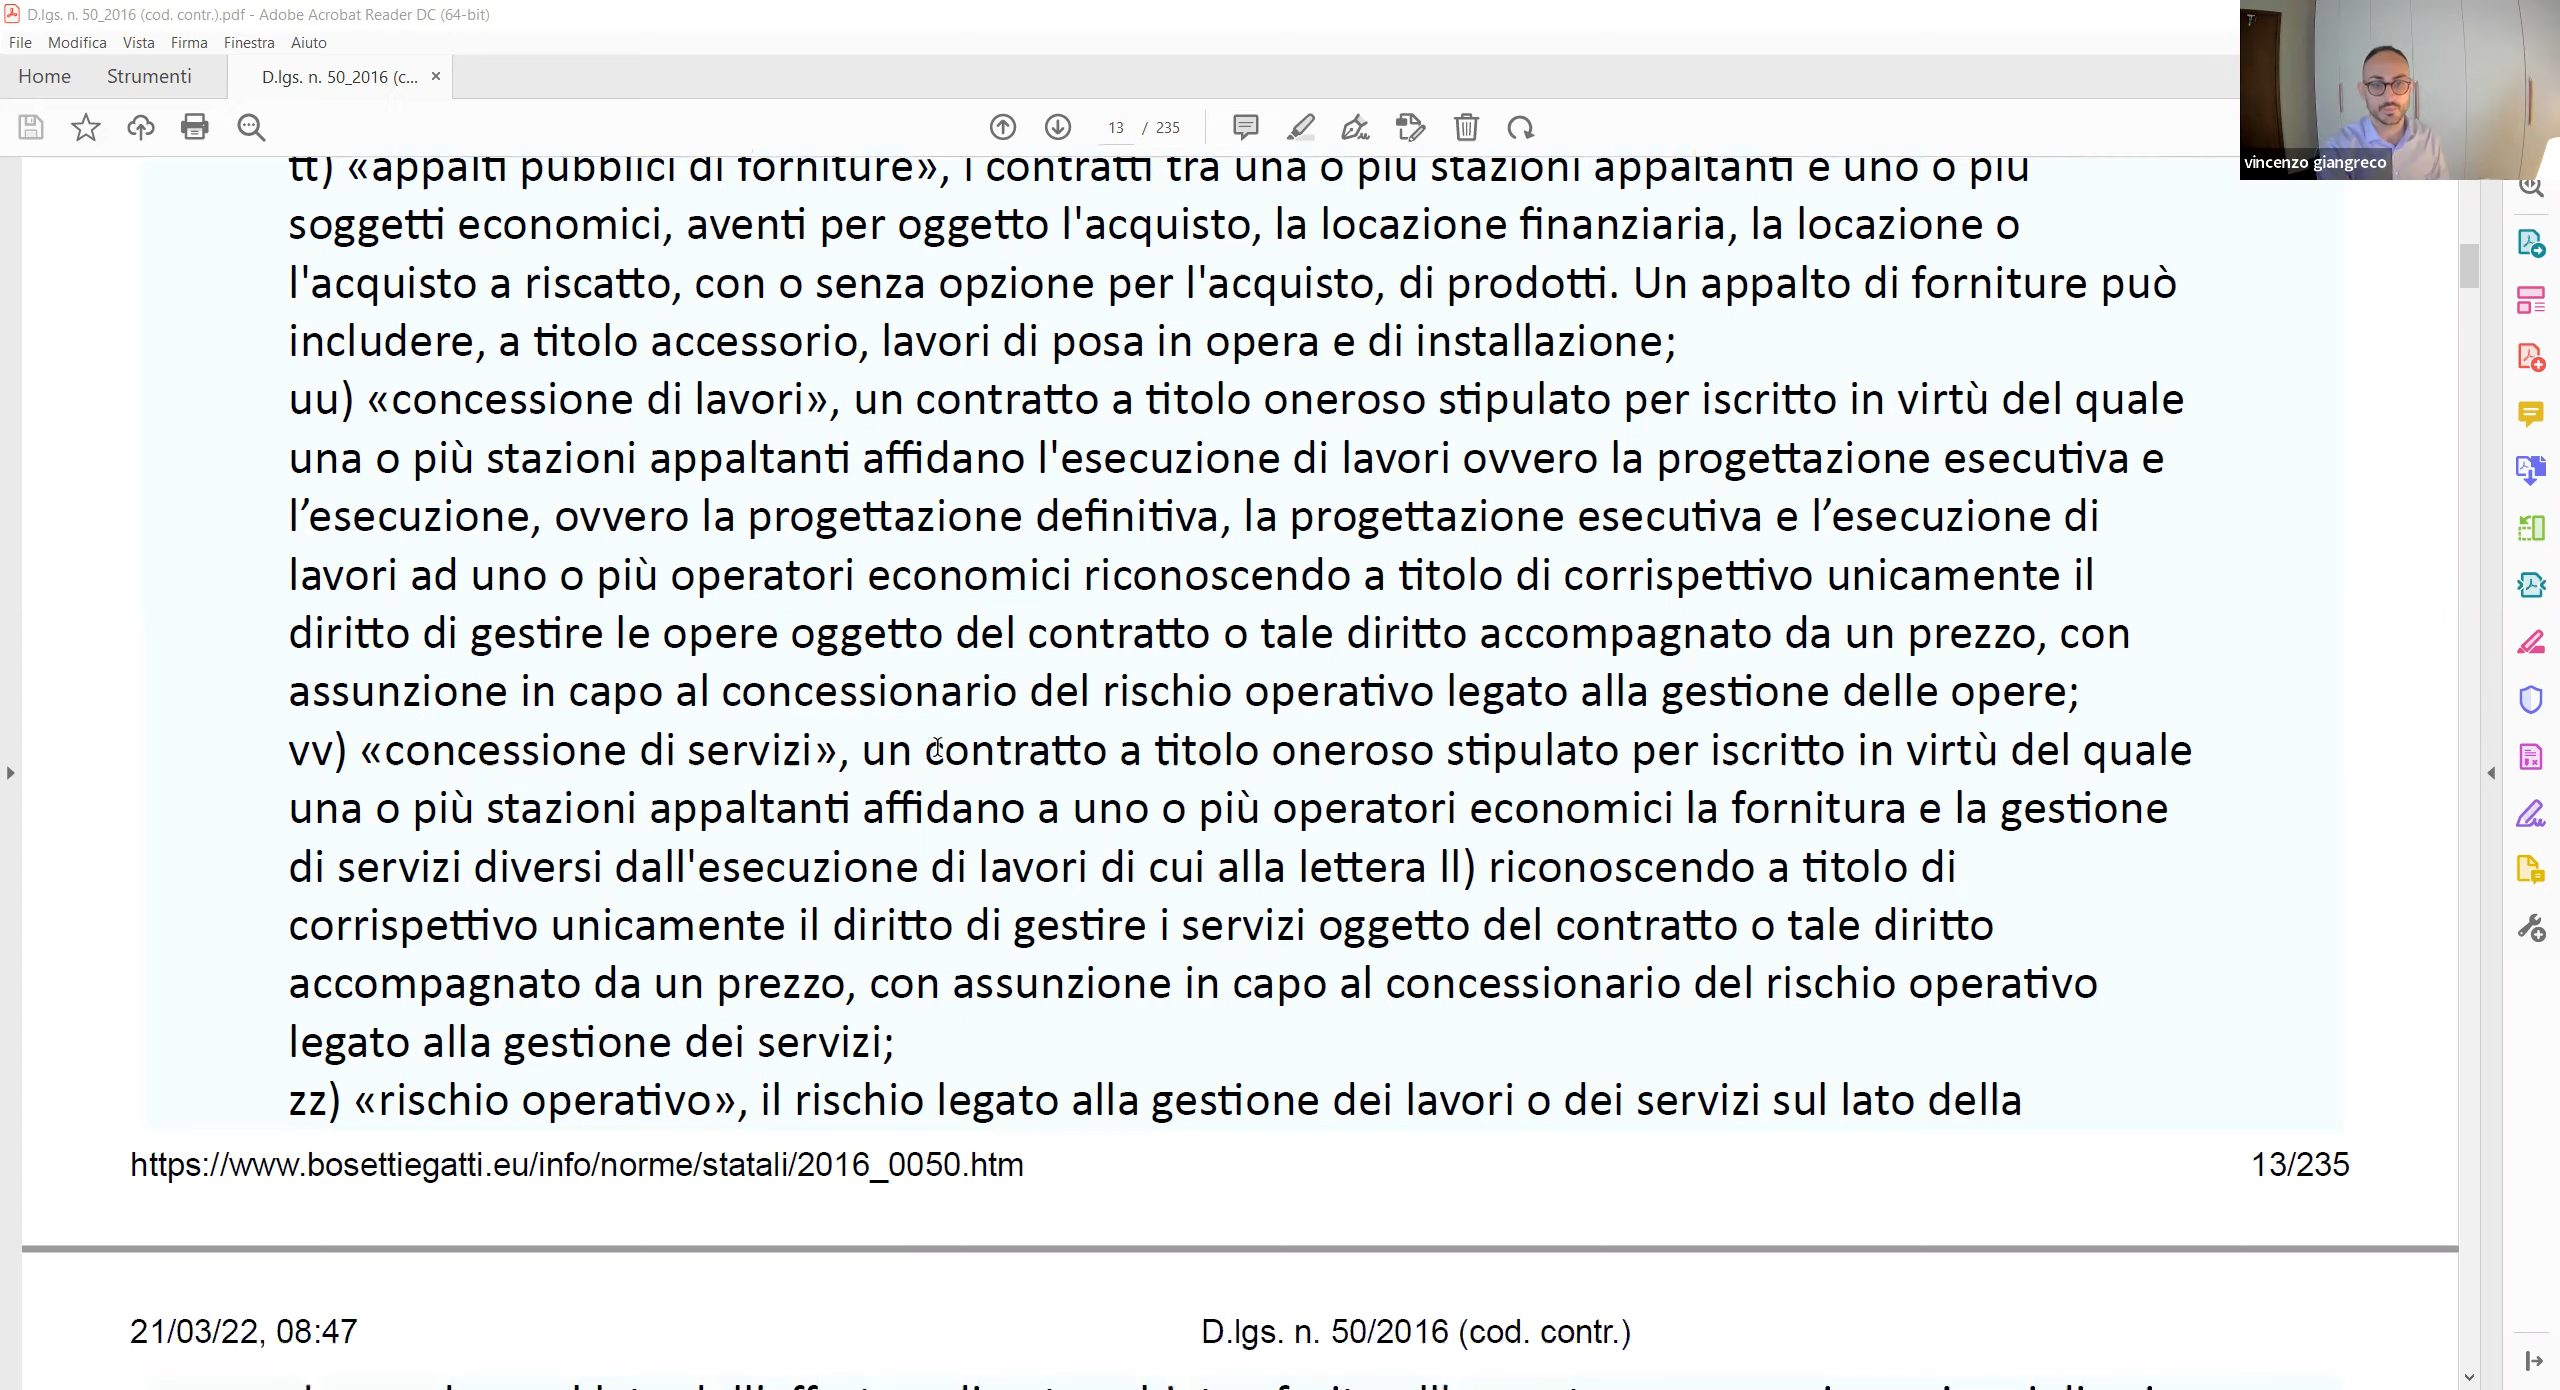 D.lgs. n. 50_2016 (cod. contr.).pdf - Adobe Acrobat Reader DC (64-bit)
File Modifica Vista Firma Finestra Aiuto
Home Strumenti D.lgs. n. 50_2016 (c... ×
13 / 235
vincenzo giangreco
tt) «appalti pubblici di forniture», i contratti tra una o più stazioni appaltanti e uno o più
soggetti economici, aventi per oggetto l'acquisto, la locazione finanziaria, la locazione o
l'acquisto a riscatto, con o senza opzione per l'acquisto, di prodotti. Un appalto di forniture può
includere, a titolo accessorio, lavori di posa in opera e di installazione;
uu) «concessione di lavori», un contratto a titolo oneroso stipulato per iscritto in virtù del quale
una o più stazioni appaltanti affidano l'esecuzione di lavori ovvero la progettazione esecutiva e
l’esecuzione, ovvero la progettazione definitiva, la progettazione esecutiva e l’esecuzione di
lavori ad uno o più operatori economici riconoscendo a titolo di corrispettivo unicamente il
diritto di gestire le opere oggetto del contratto o tale diritto accompagnato da un prezzo, con
assunzione in capo al concessionario del rischio operativo legato alla gestione delle opere;
vv) «concessione di servizi», un contratto a titolo oneroso stipulato per iscritto in virtù del quale
una o più stazioni appaltanti affidano a uno o più operatori economici la fornitura e la gestione
di servizi diversi dall'esecuzione di lavori di cui alla lettera ll) riconoscendo a titolo di
corrispettivo unicamente il diritto di gestire i servizi oggetto del contratto o tale diritto
accompagnato da un prezzo, con assunzione in capo al concessionario del rischio operativo
legato alla gestione dei servizi;
zz) «rischio operativo», il rischio legato alla gestione dei lavori o dei servizi sul lato della
https://www.bosettiegatti.eu/info/norme/statali/2016_0050.htm 13/235
21/03/22, 08:47 D.lgs. n. 50/2016 (cod. contr.)